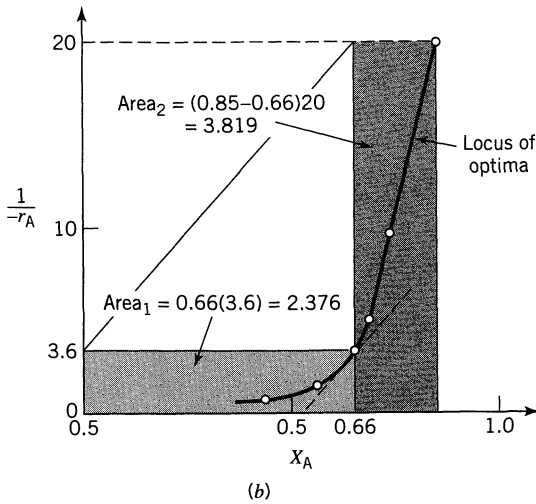 20
Area₂ = (0.85–0.66)20
= 3.819
Locus of
optima
1
-rA
10
Area₁ = 0.66(3.6) = 2.376
3.6
0
0.5
0.5
0.66
1.0
XA
(b)